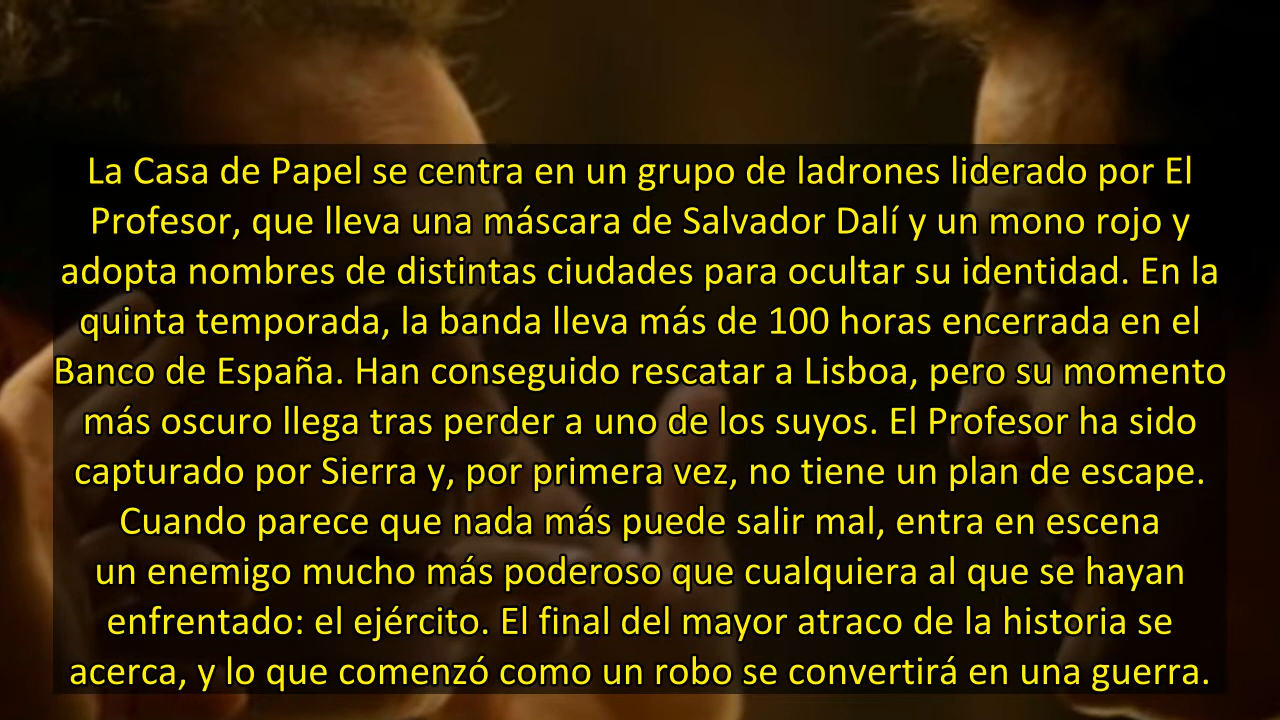 La Casa de Papel se centra en un grupo de ladrones liderado por El
Profesor, que lleva una máscara de Salvador Dalí y un mono rojo y
adopta nombres de distintas ciudades para ocultar su identidad. En la
quinta temporada, la banda lleva más de 100 horas encerrada en el
Banco de España. Han conseguido rescatar a Lisboa, pero su momento
más oscuro llega tras perder a uno de los suyos. El Profesor ha sido
capturado por Sierra y, por primera vez, no tiene un plan de escape.
Cuando parece que nada más puede salir mal, entra en escena
un enemigo mucho más poderoso que cualquiera al que se hayan
enfrentado: el ejército. El final del mayor atraco de la historia se
acerca, y lo que comenzó como un robo se convertirá en una guerra.